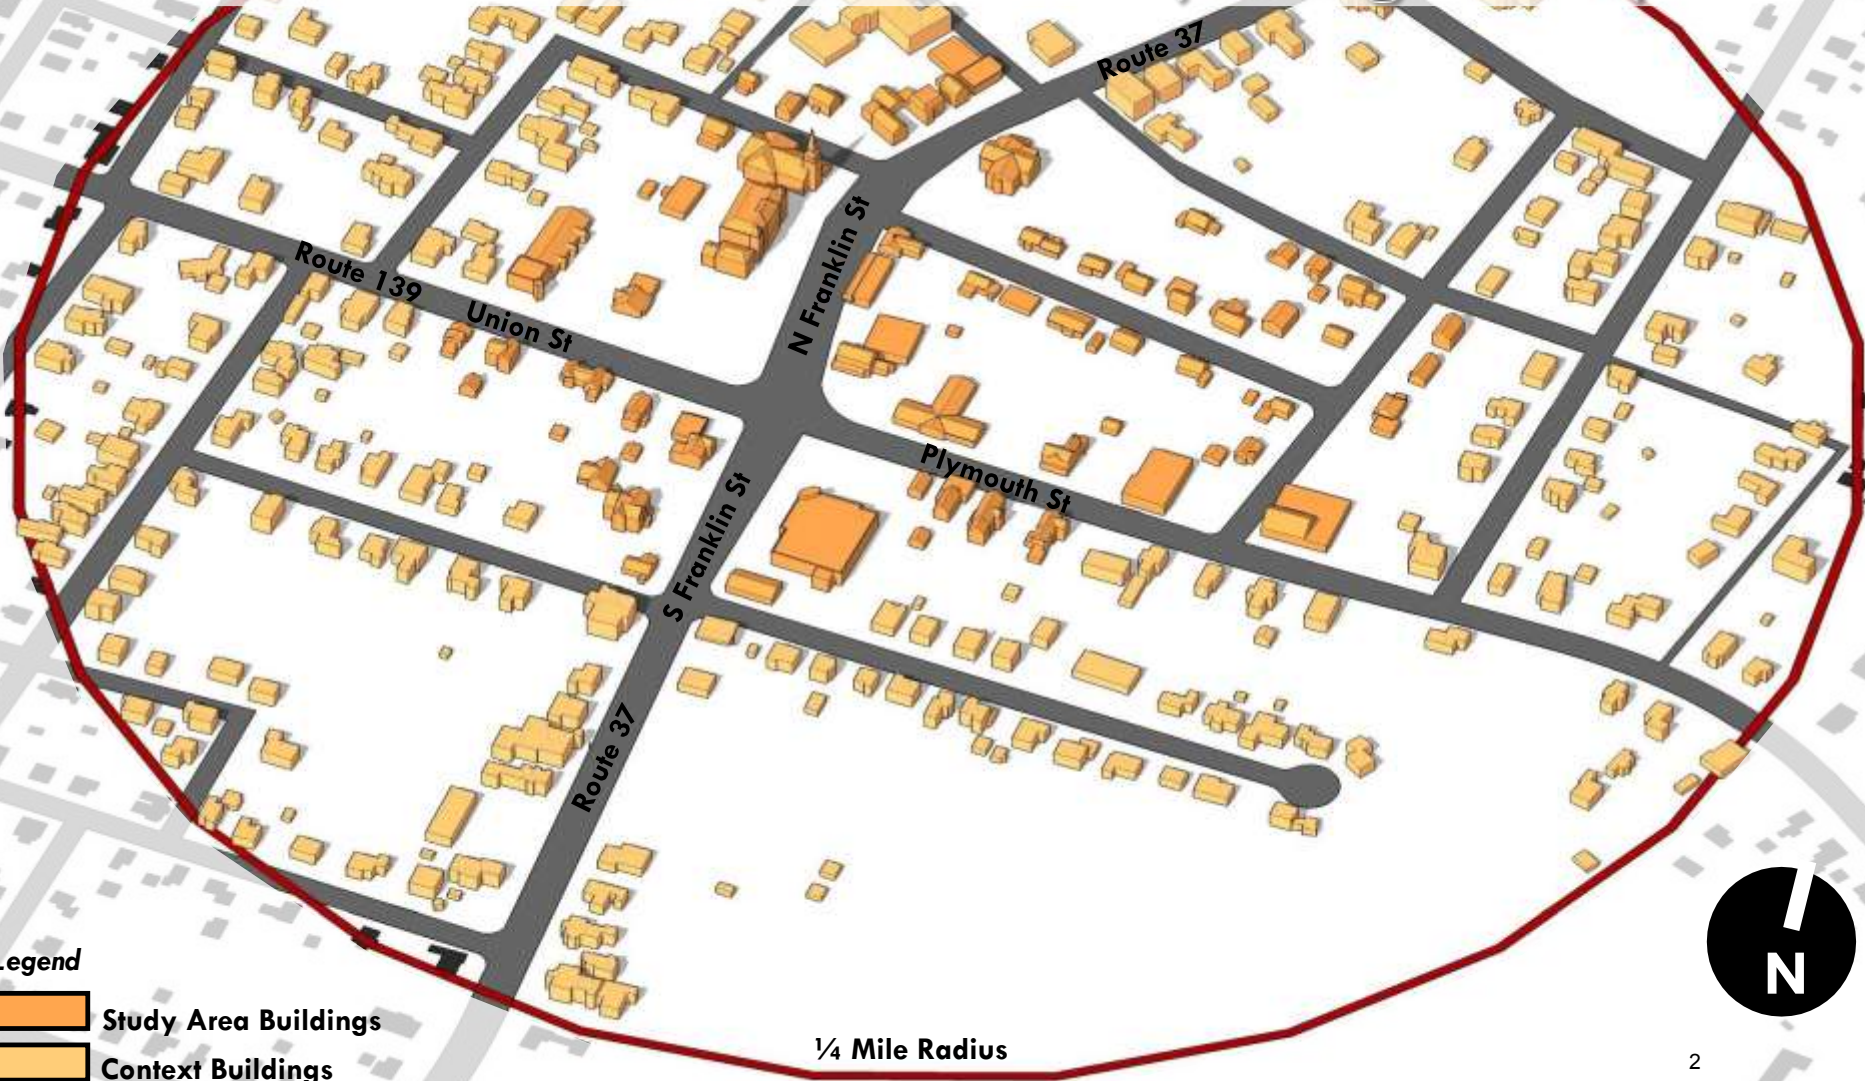 Route 37
N Franklin St
Route 139
Union St
Plymouth St
S Franklin St
Route 37
N
Legend
Study Area Buildings
Context Buildings
¼ Mile Radius
2